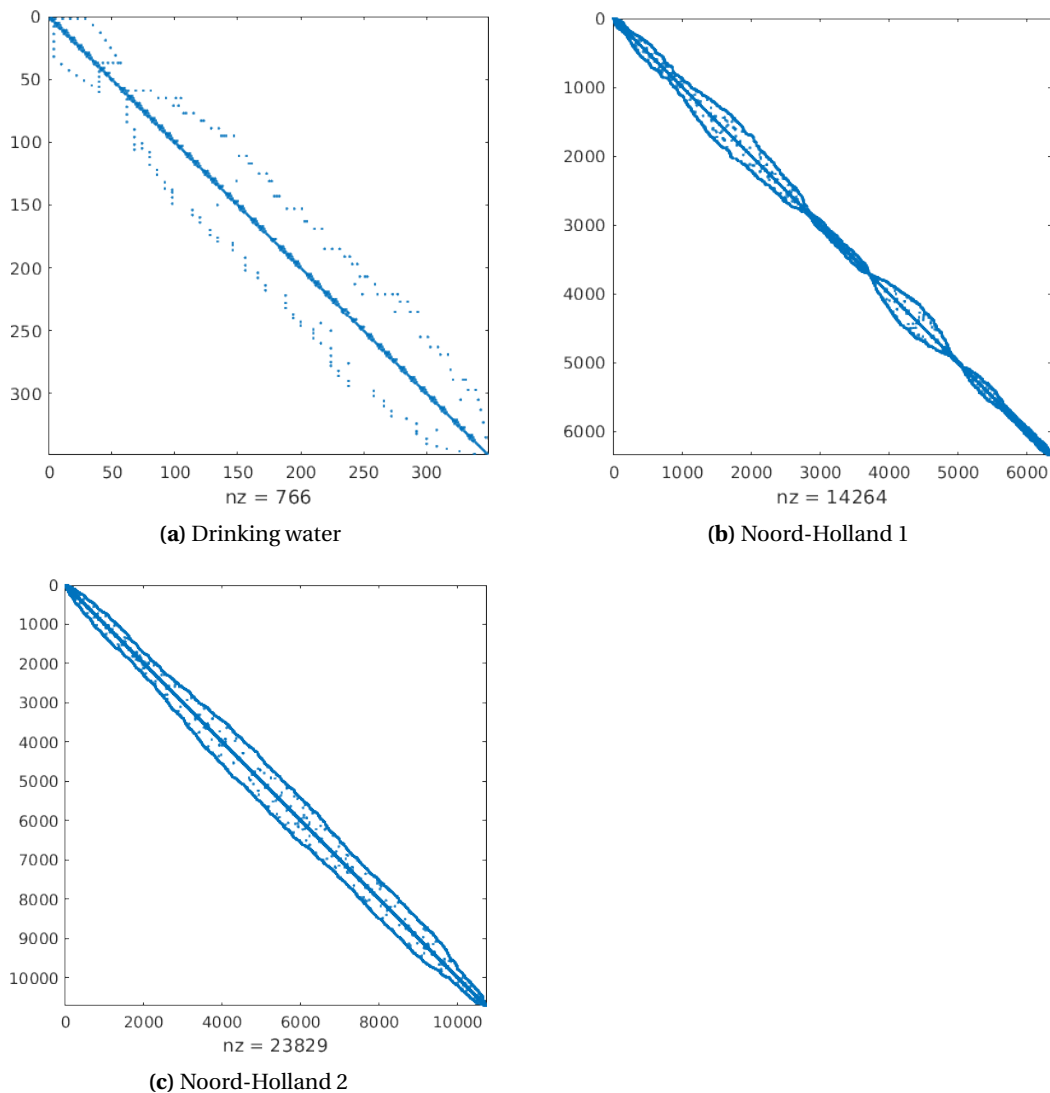 0
50
100
150
200
250
300
0 50 100 150 200 250 300
nz = 766
(a) Drinking water
0
1000
2000
3000
4000
5000
6000
0 1000 2000 3000 4000 5000 6000
nz = 14264
(b) Noord-Holland 1
0
1000
2000
3000
4000
5000
6000
7000
8000
9000
10000
0 2000 4000 6000 8000 10000
nz = 23829
(c) Noord-Holland 2